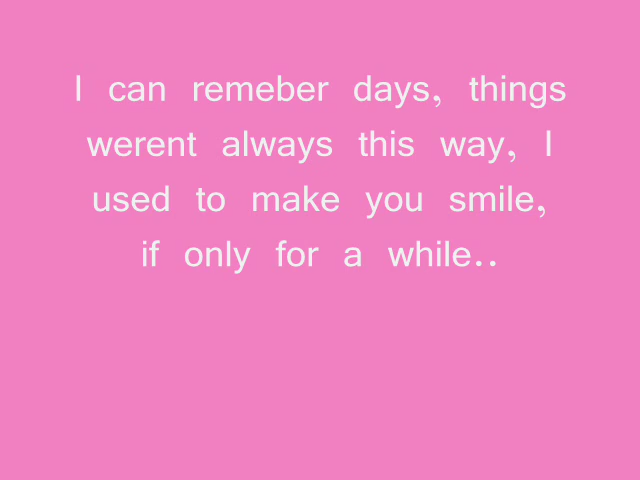 I can remeber days, things
werent always this way, I
used to make you smile,
if only for a while..